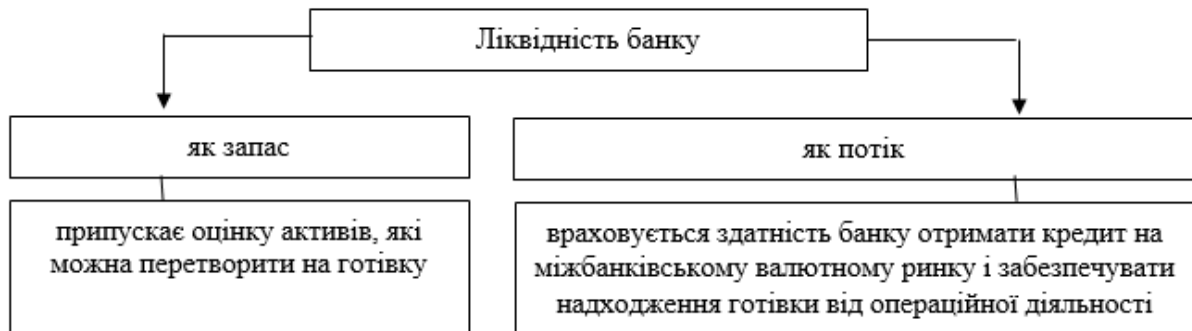 Ліквідність банку
як запас
як потік
припускає оцінку активів, які
можна перетворити на готівку
враховується здатність банку отримати кредит на
міжбанківському валютному ринку і забезпечувати
надходження готівки від операційної діяльності